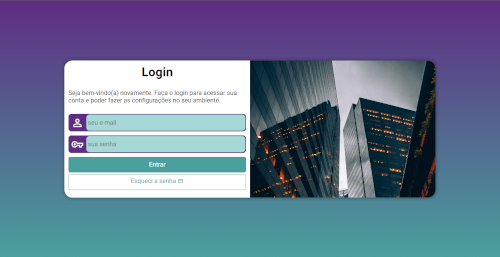 Login
Seja bem-vindo(a) novamente. Faça o login para acessar sua
conta e poder fazer as configurações no seu ambiente.
seu e-mail
sua senha
Entrar
Esqueci a senha